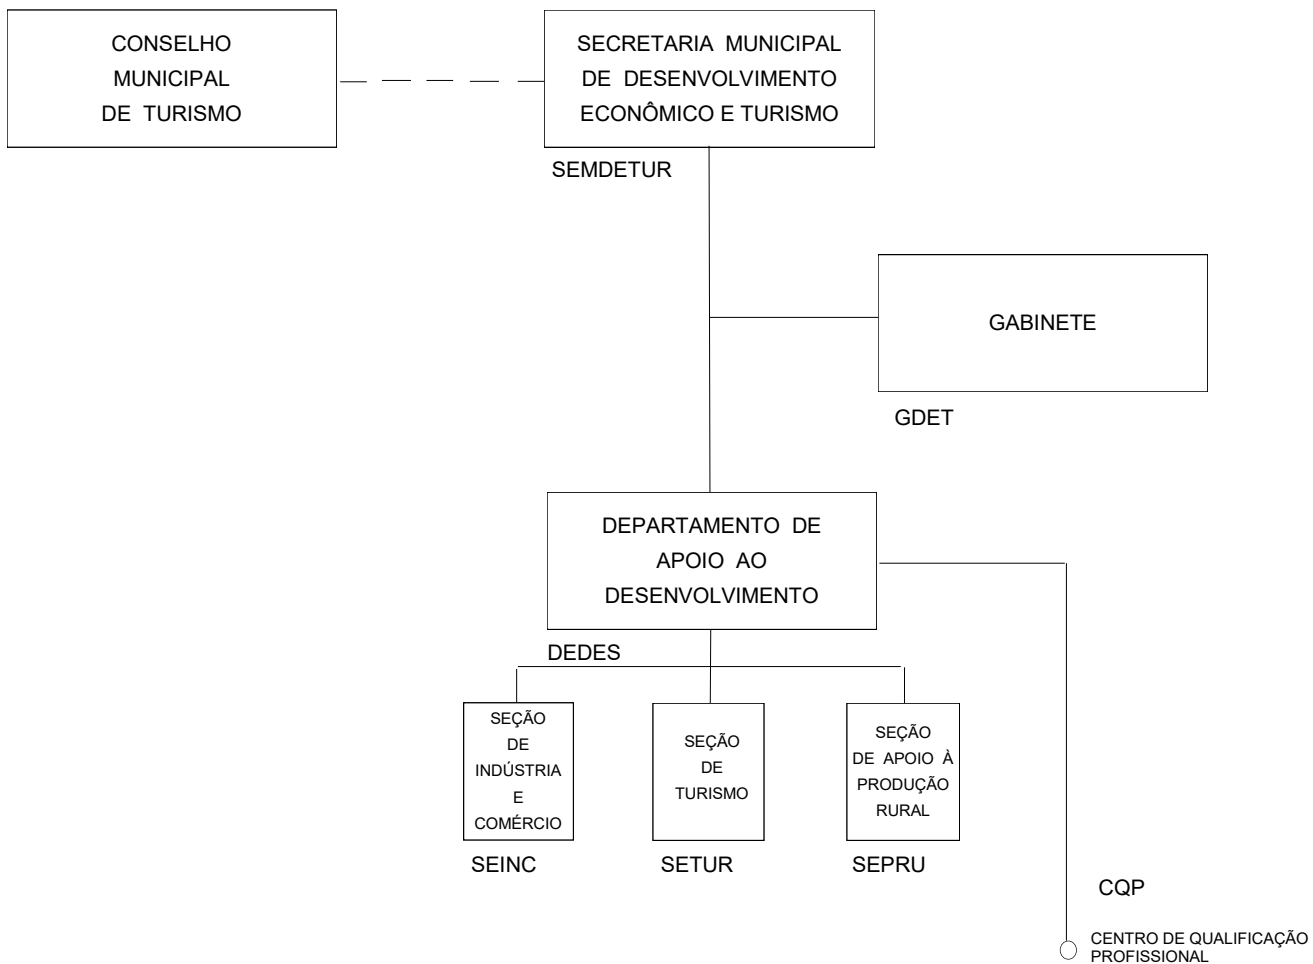 CONSELHO
MUNICIPAL
DE TURISMO
SECRETARIA MUNICIPAL
DE DESENVOLVIMENTO
ECONÔMICO E TURISMO
SEMDETUR
GABINETE
GDET
DEPARTAMENTO DE
APOIO AO
DESENVOLVIMENTO
DEDES
SEÇÃO
DE
INDÚSTRIA
E
COMÉRCIO
SEINC
SEÇÃO
DE
TURISMO
SETUR
SEÇÃO
DE APOIO À
PRODUÇÃO
RURAL
SEPRU
CQP
CENTRO DE QUALIFICAÇÃO
PROFISSIONAL